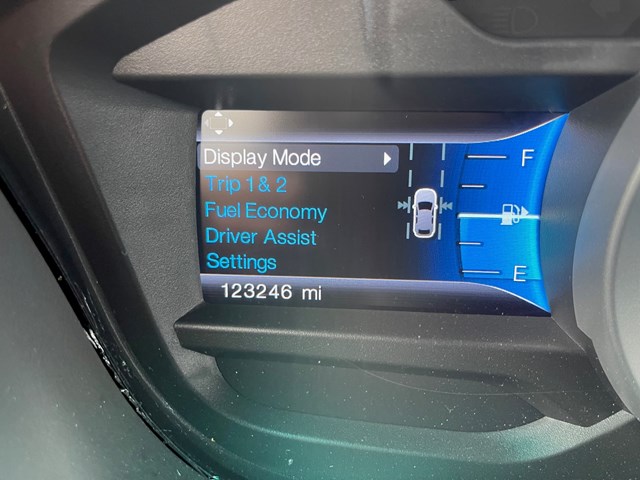 Display Mode
Trip 1 & 2
Fuel Economy
Driver Assist
Settings
123246 mi
F
E